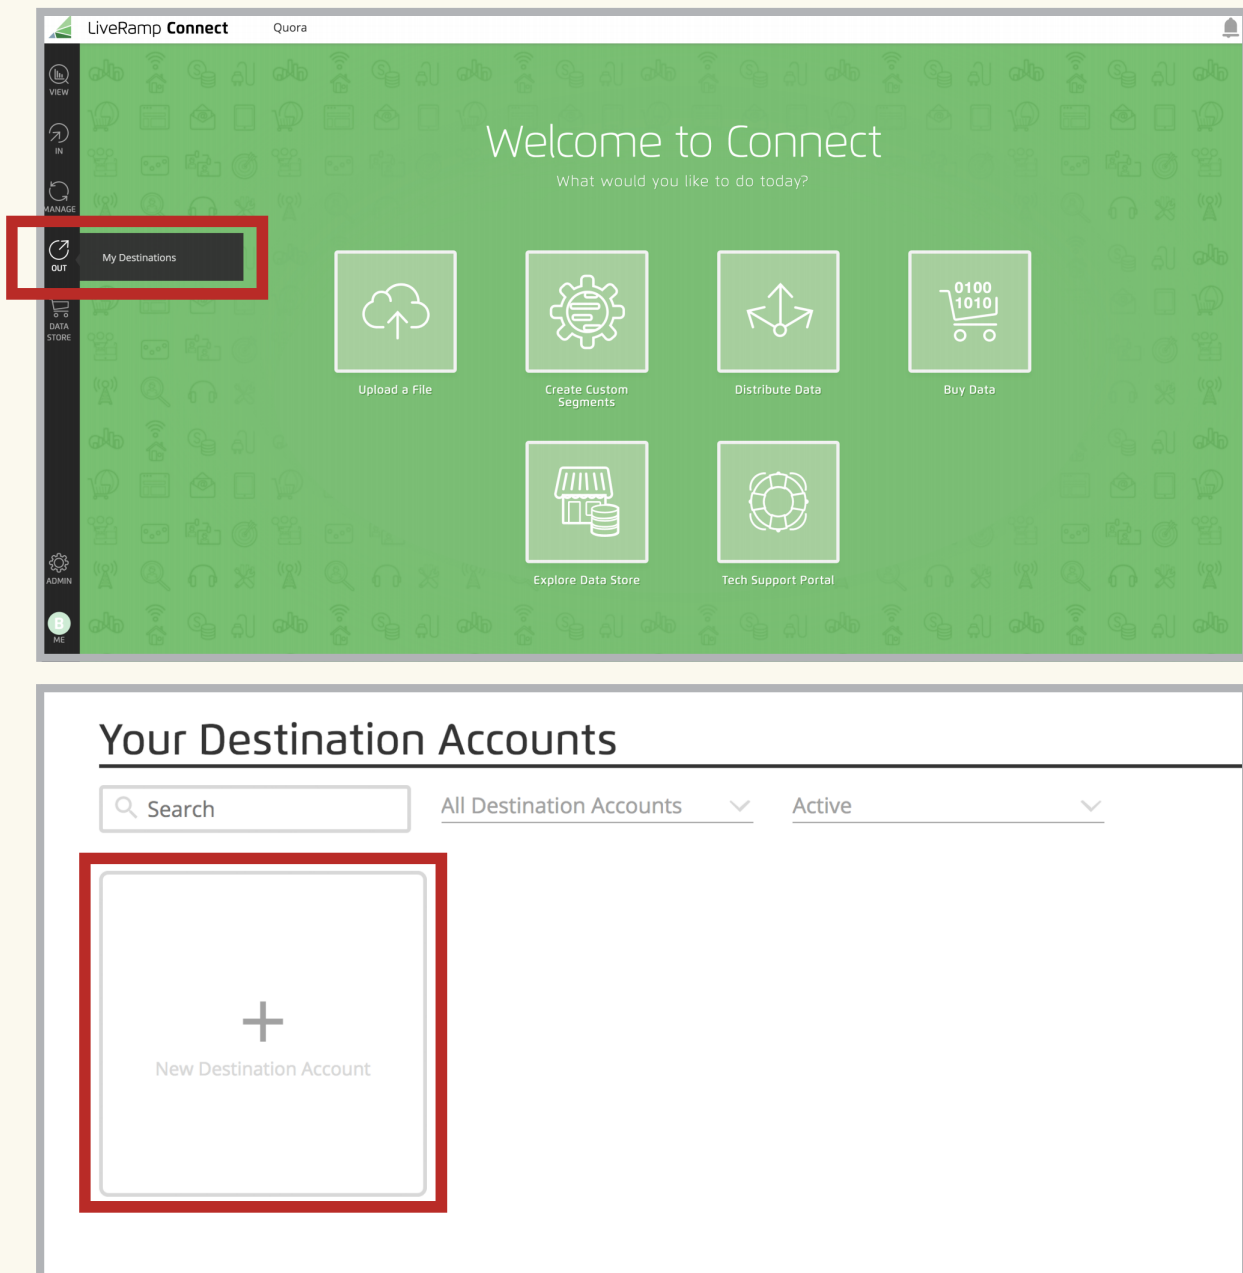 LiveRamp Connect
Quora
VIEW
IN
MANAGE
OUT
My Destinations
DATA
STORE
ADMIN
B
ME
Welcome to Connect
What would you like to do today?
0100
1010
Upload a File
Create Custom
Segments
Distribute Data
Buy Data
Explore Data Store
Tech Support Portal
Your Destination Accounts
Search
All Destination Accounts
Active
New Destination Account